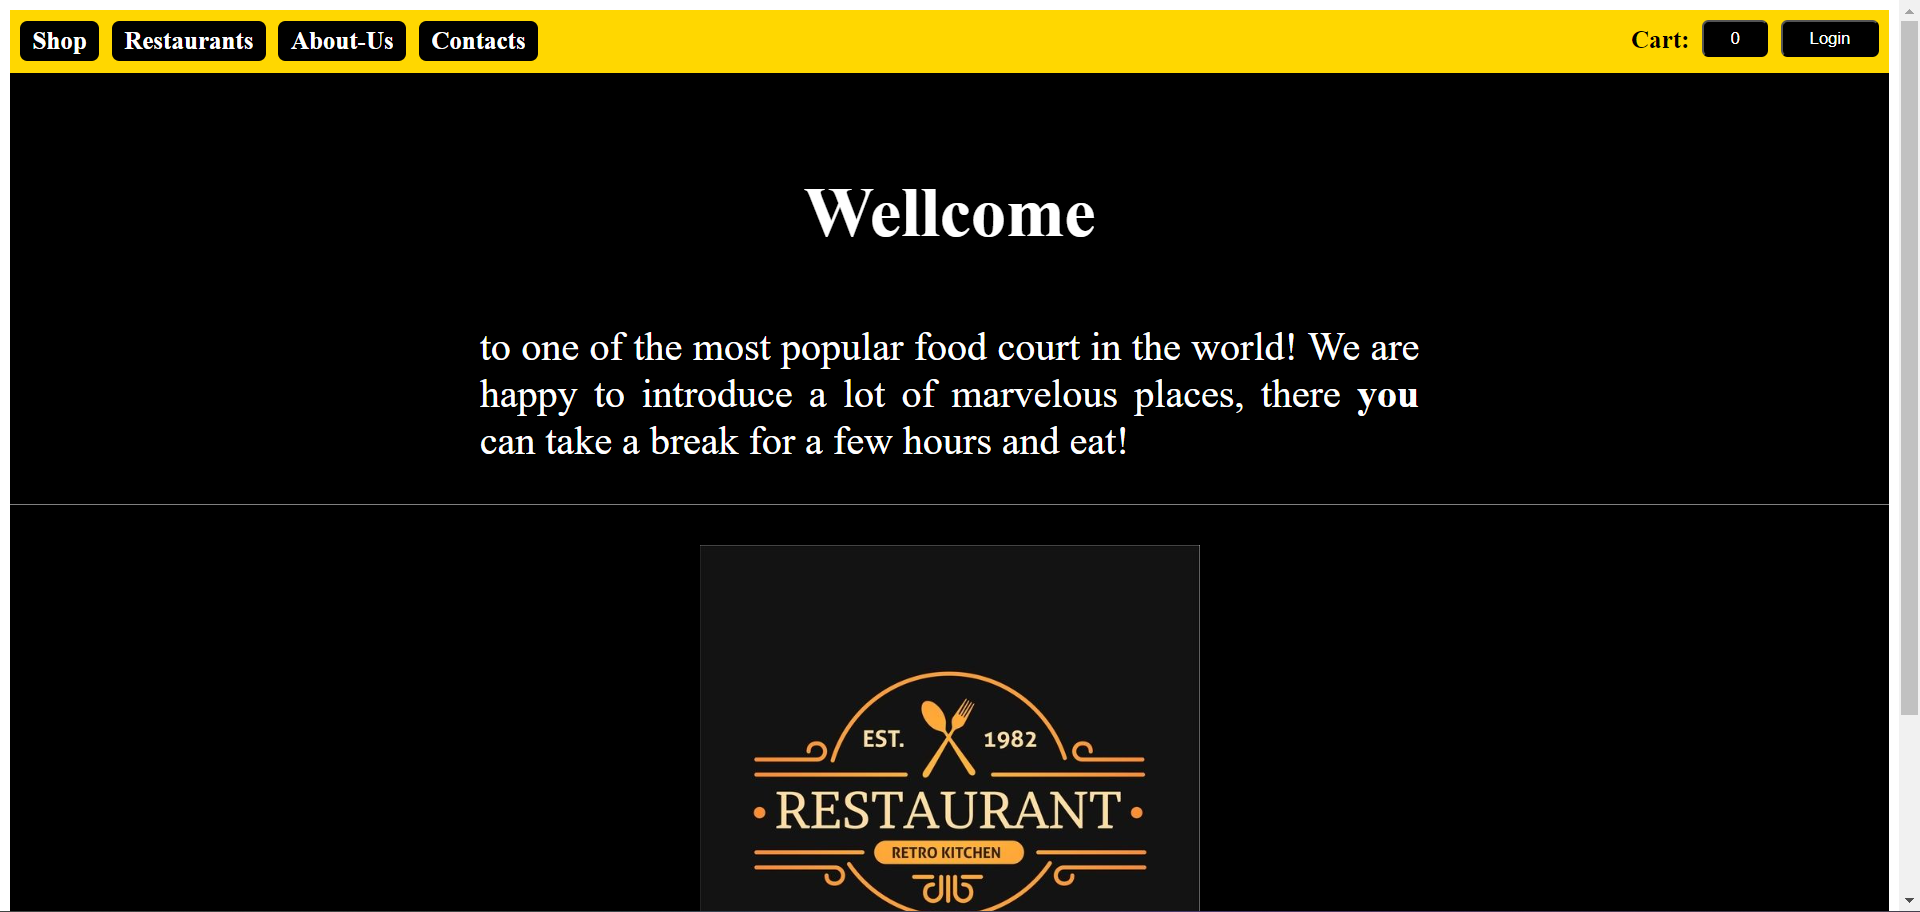 Shop Restaurants About-Us Contacts Cart: 0 Login
Wellcome
to one of the most popular food court in the world! We are
happy to introduce a lot of marvelous places, there you
can take a break for a few hours and eat!
EST. 1982
RESTAURANT
RETRO KITCHEN